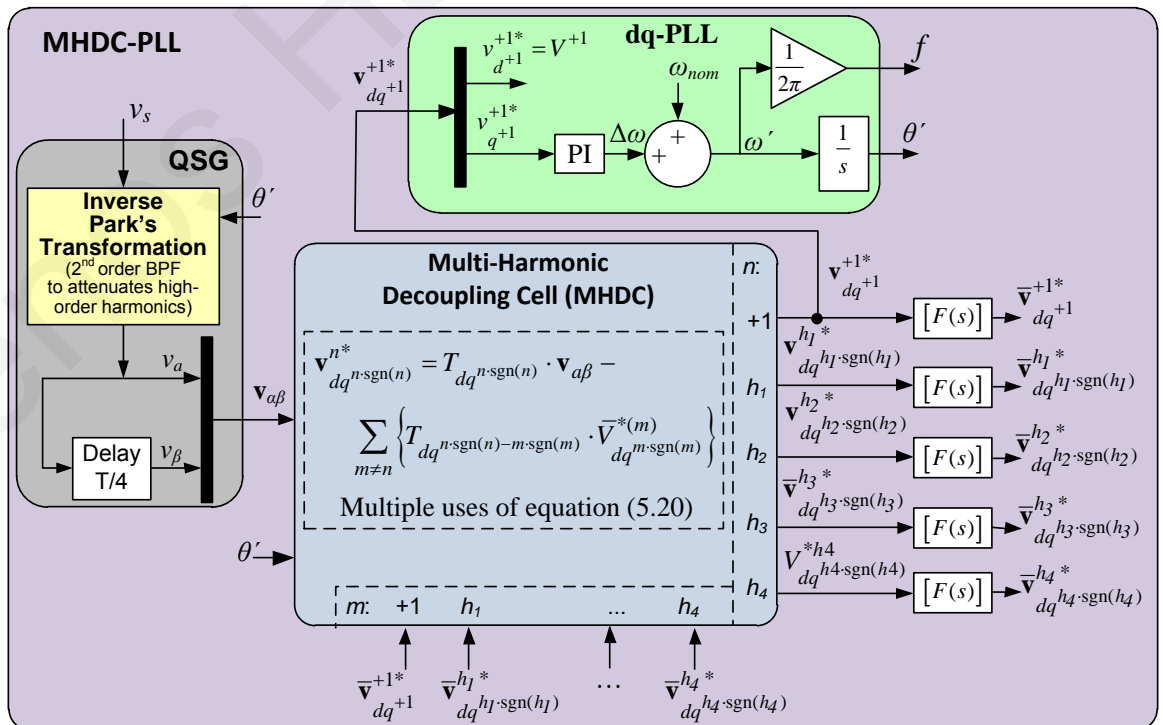 MHDC-PLL
dq-PLL
v_{d^{+1}}^{+1*} = V^{+1}
𝐯_{dq^{+1}}^{+1*}
v_{q^{+1}}^{+1*}
ω_{nom}
1/2π
f
PI
Δω
+
+
ω′
1/s
θ′
v_s
QSG
Inverse
Park's
Transformation
(2nd order BPF
to attenuates high-
order harmonics)
θ′
v_a
Delay
T/4
v_β
𝐯_{αβ}
Multi-Harmonic
Decoupling Cell (MHDC)
𝐯_{dq^{n·sgn(n)}}^{n*} = T_{dq^{n·sgn(n)}} · 𝐯_{aβ} −
∑_{m≠n} {T_{dq^{n·sgn(n)−m·sgn(m)}} · V̄_{dq^{m·sgn(m)}}^{*(m)}}
Multiple uses of equation (5.20)
θ′
n:
+1
h_1
h_2
h_3
h_4
m: +1 h_1 ... h_4
𝐯_{dq^{+1}}^{+1*}
[F(s)]
𝐯̄_{dq^{+1}}^{+1*}
𝐯_{dq^{h_1·sgn(h_1)}}^{h_1*}
[F(s)]
𝐯̄_{dq^{h_1·sgn(h_1)}}^{h_1*}
𝐯_{dq^{h_2·sgn(h_2)}}^{h_2*}
[F(s)]
𝐯̄_{dq^{h_2·sgn(h_2)}}^{h_2*}
𝐯̄_{dq^{h_3·sgn(h_3)}}^{h_3*}
[F(s)]
𝐯̄_{dq^{h_3·sgn(h_3)}}^{h_3*}
V_{dq^{h4·sgn(h4)}}^{*h4}
[F(s)]
𝐯̄_{dq^{h_4·sgn(h_4)}}^{h_4*}
𝐯̄_{dq^{+1}}^{+1*} 𝐯̄_{dq^{h_1·sgn(h_1)}}^{h_1*} ... 𝐯̄_{dq^{h_4·sgn(h_4)}}^{h_4*}